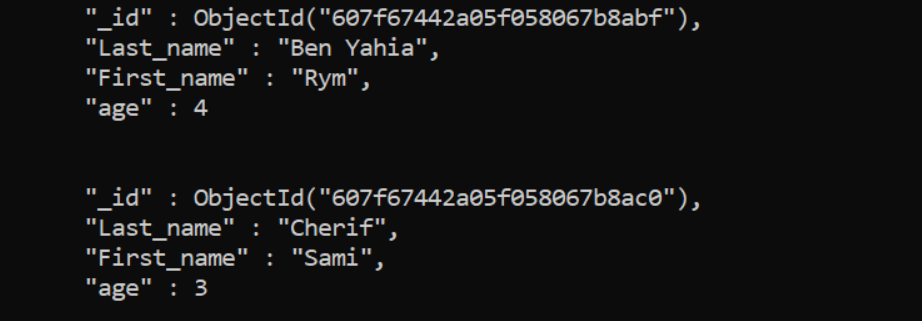 "_id" : ObjectId("607f67442a05f058067b8abf"),
"Last_name" : "Ben Yahia",
"First_name" : "Rym",
"age" : 4
"_id" : ObjectId("607f67442a05f058067b8ac0"),
"Last_name" : "Cherif",
"First_name" : "Sami",
"age" : 3